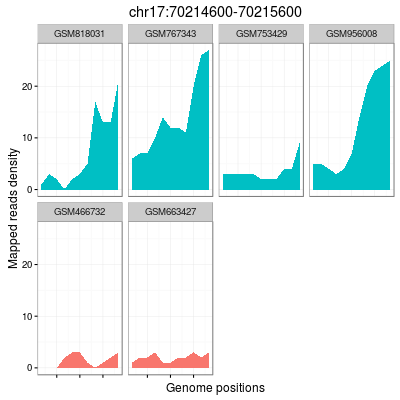 chr17:70214600-70215600
GSM818031 GSM767343 GSM753429 GSM956008
20
10
0
GSM466732 GSM663427
20
10
0
Mapped reads density
Genome positions